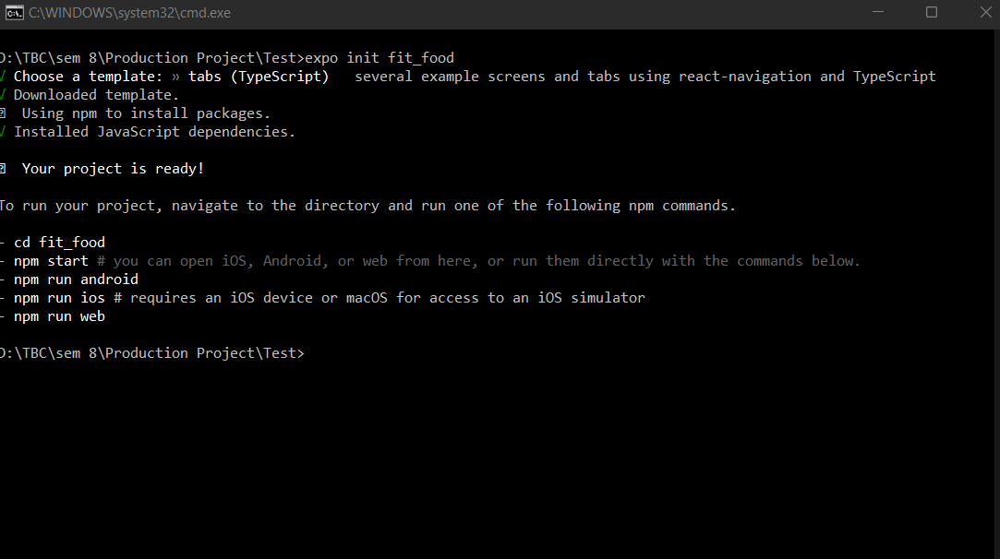 C:\WINDOWS\system32\cmd.exe
D:\TBC\sem 8\Production Project\Test>expo init fit_food
√ Choose a template: » tabs (TypeScript)   several example screens and tabs using react-navigation and TypeScript
√ Downloaded template.
Using npm to install packages.
√ Installed JavaScript dependencies.
Your project is ready!
To run your project, navigate to the directory and run one of the following npm commands.
- cd fit_food
- npm start # you can open iOS, Android, or web from here, or run them directly with the commands below.
- npm run android
- npm run ios # requires an iOS device or macOS for access to an iOS simulator
- npm run web
D:\TBC\sem 8\Production Project\Test>